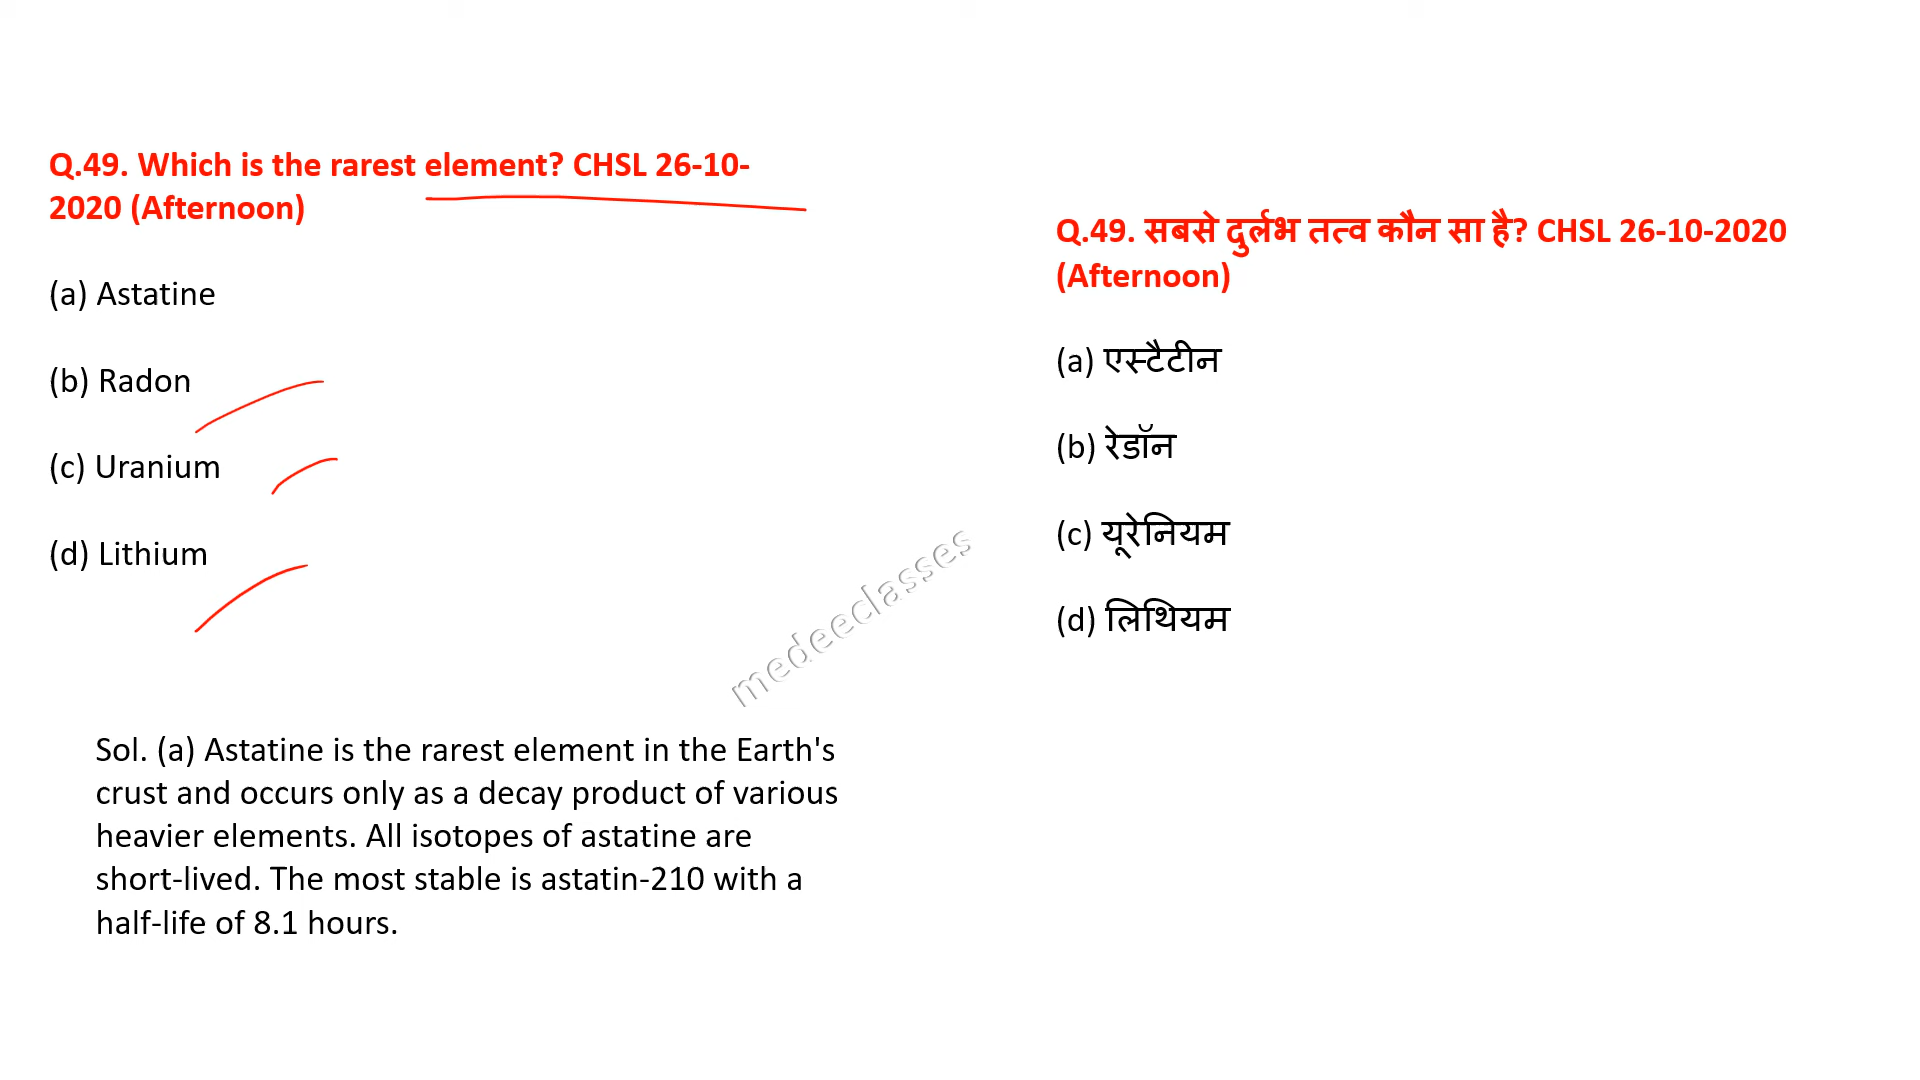 Q.49. Which is the rarest element? CHSL 26-10-
2020 (Afternoon)
(a) Astatine
(b) Radon
(c) Uranium
(d) Lithium
Sol. (a) Astatine is the rarest element in the Earth's
crust and occurs only as a decay product of various
heavier elements. All isotopes of astatine are
short-lived. The most stable is astatin-210 with a
half-life of 8.1 hours.
medeeclasses
Q.49. सबसे दुर्लभ तत्व कौन सा है? CHSL 26-10-2020
(Afternoon)
(a) एस्टैटीन
(b) रेडॉन
(c) यूरेनियम
(d) लिथियम